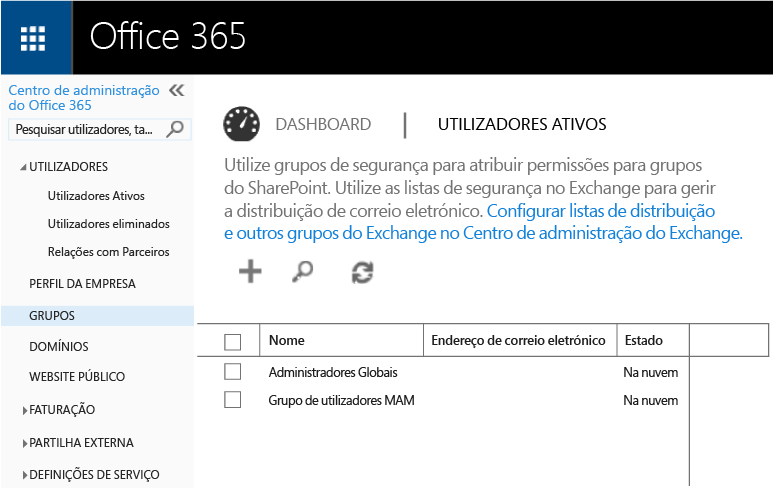 Office 365
Centro de administração
do Office 365
Pesquisar utilizadores, ta...
UTILIZADORES
Utilizadores Ativos
Utilizadores eliminados
Relações com Parceiros
PERFIL DA EMPRESA
GRUPOS
DOMÍNIOS
WEBSITE PÚBLICO
FATURAÇÃO
PARTILHA EXTERNA
DEFINIÇÕES DE SERVIÇO
DASHBOARD | UTILIZADORES ATIVOS
Utilize grupos de segurança para atribuir permissões para grupos
do SharePoint. Utilize as listas de segurança no Exchange para gerir
a distribuição de correio eletrónico. Configurar listas de distribuição
e outros grupos do Exchange no Centro de administração do Exchange.
Nome Endereço de correio eletrónico Estado
Administradores Globais Na nuvem
Grupo de utilizadores MAM Na nuvem